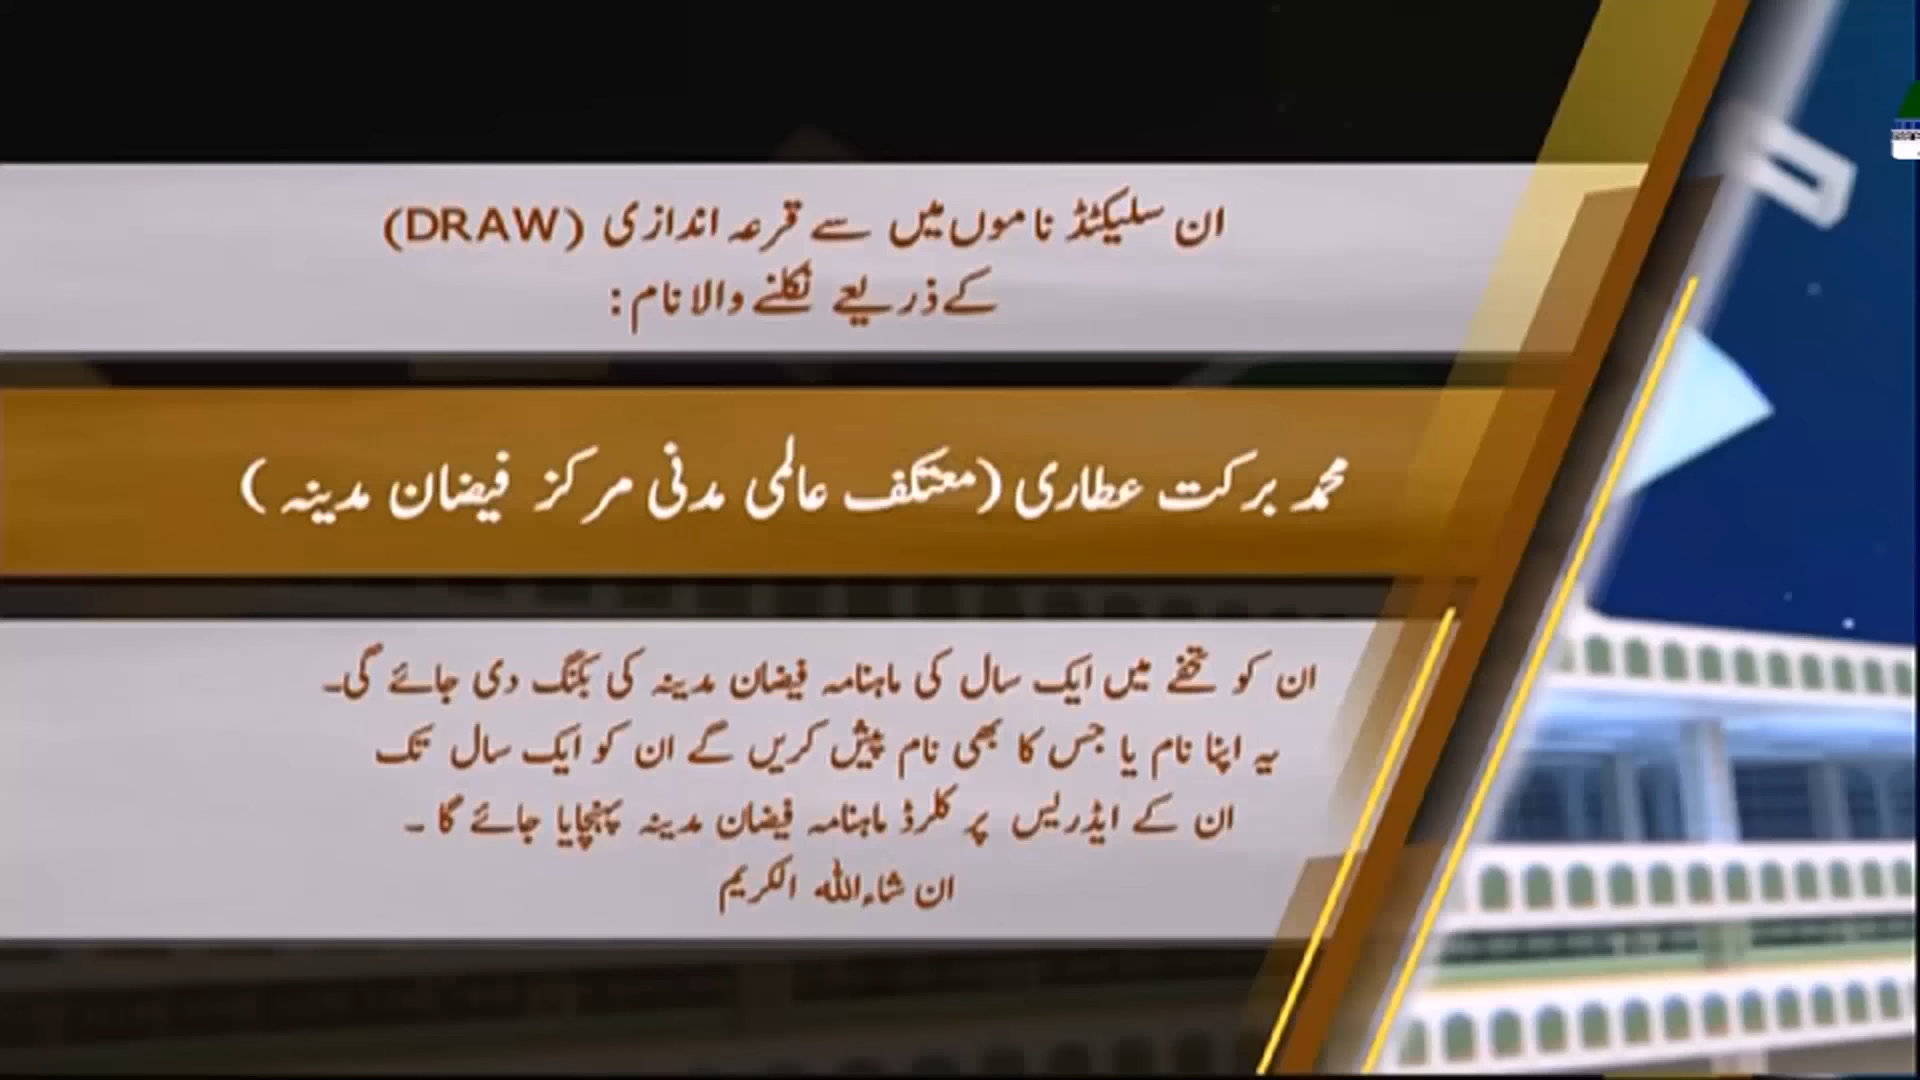 ان سلیکٹڈ ناموں میں سے قرعہ اندازی (DRAW)
کے ذریعے نکلنے والا نام :
محمد برکت عطاری (معتکف عالمی مدنی مرکز فیضان مدینہ)
ان کو تحفے میں ایک سال کی ماہنامہ فیضان مدینہ کی بکنگ دی جائے گی۔
یہ اپنا نام یا جس کا بھی نام پیش کریں گے ان کو ایک سال تک
ان کے ایڈریس پر کلرڈ ماہنامہ فیضان مدینہ پہنچایا جائے گا ۔
ان شاءاللہ الکریم